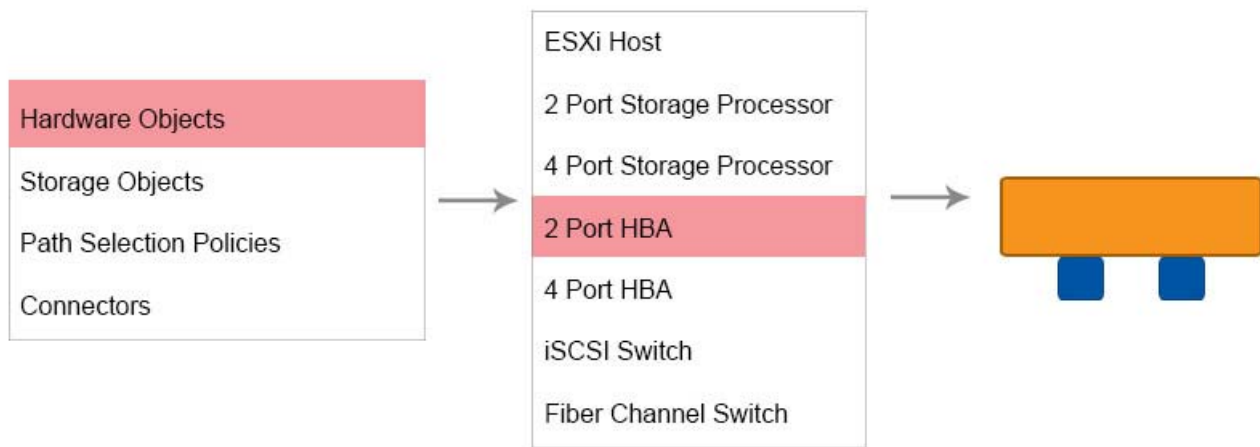 Hardware Objects
Storage Objects
Path Selection Policies
Connectors
ESXi Host
2 Port Storage Processor
4 Port Storage Processor
2 Port HBA
4 Port HBA
iSCSI Switch
Fiber Channel Switch